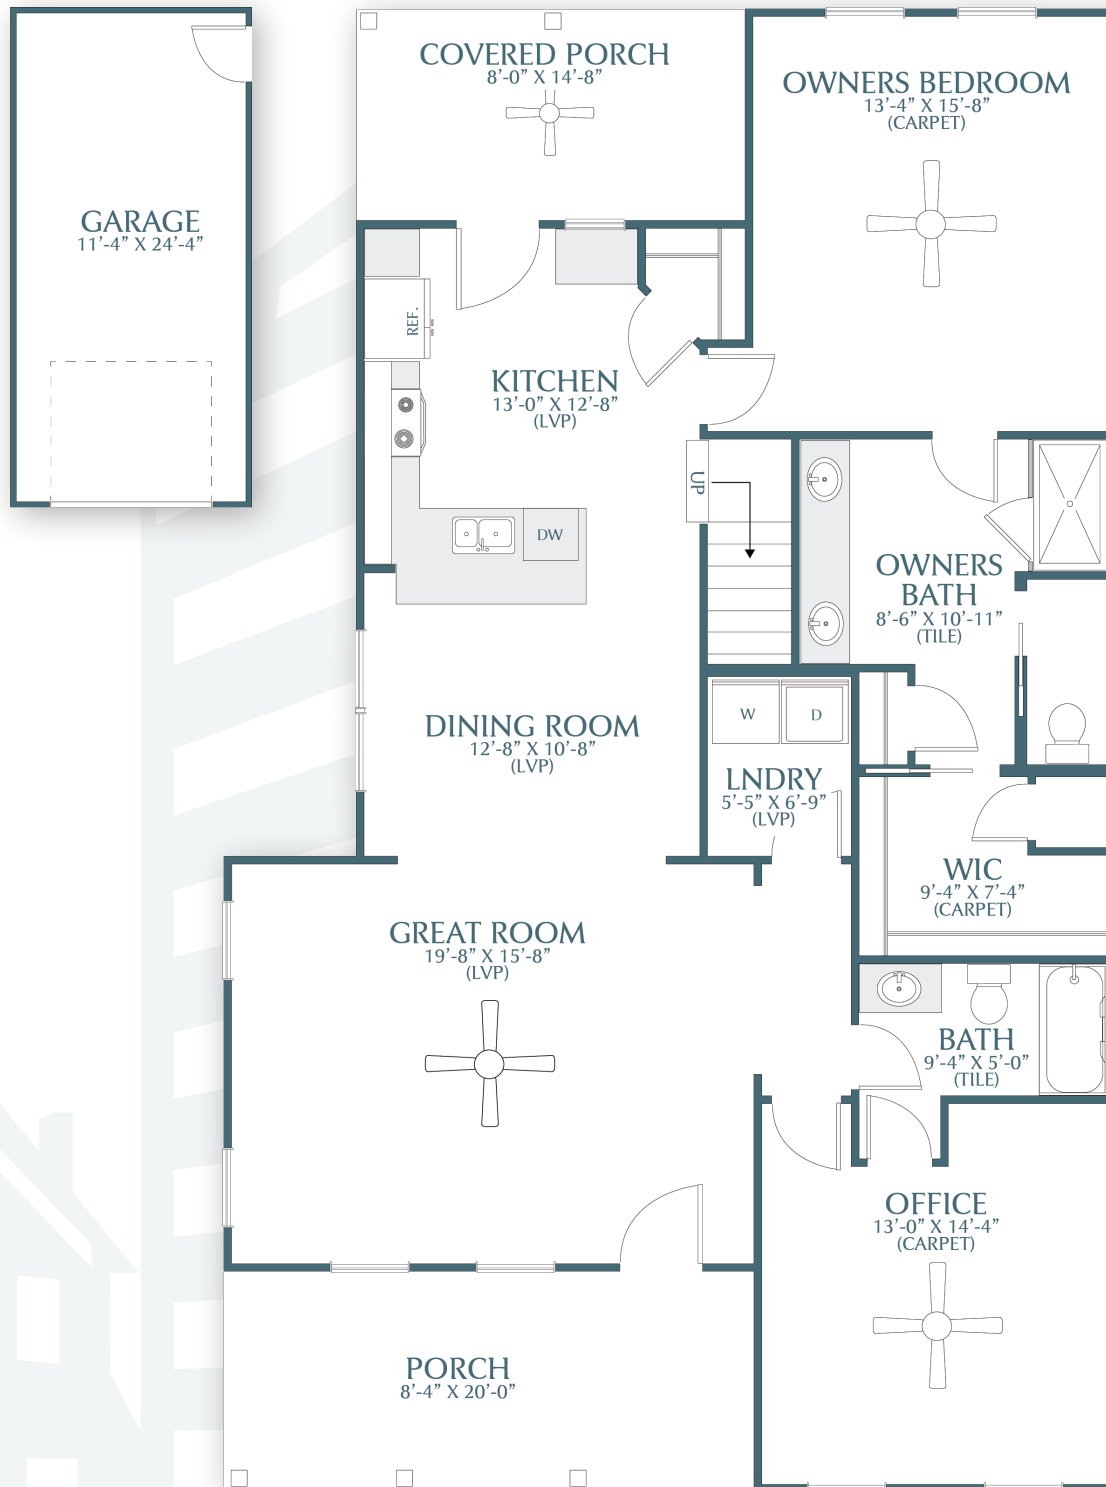 COVERED PORCH
8’-0” X 14’-8”
OWNERS BEDROOM
13’-4” X 15’-8”
(CARPET)
GARAGE
11’-4” X 24’-4”
REF.
KITCHEN
13’-0” X 12’-8”
(LVP)
UP
DW
OWNERS
BATH
8’-6” X 10’-11”
(TILE)
DINING ROOM
12’-8” X 10’-8”
(LVP)
W
D
LNDRY
5’-5” X 6’-9”
(LVP)
WIC
9’-4” X 7’-4”
(CARPET)
GREAT ROOM
19’-8” X 15’-8”
(LVP)
BATH
9’-4” X 5’-0”
(TILE)
OFFICE
13’-0” X 14’-4”
(CARPET)
PORCH
8’-4” X 20’-0”